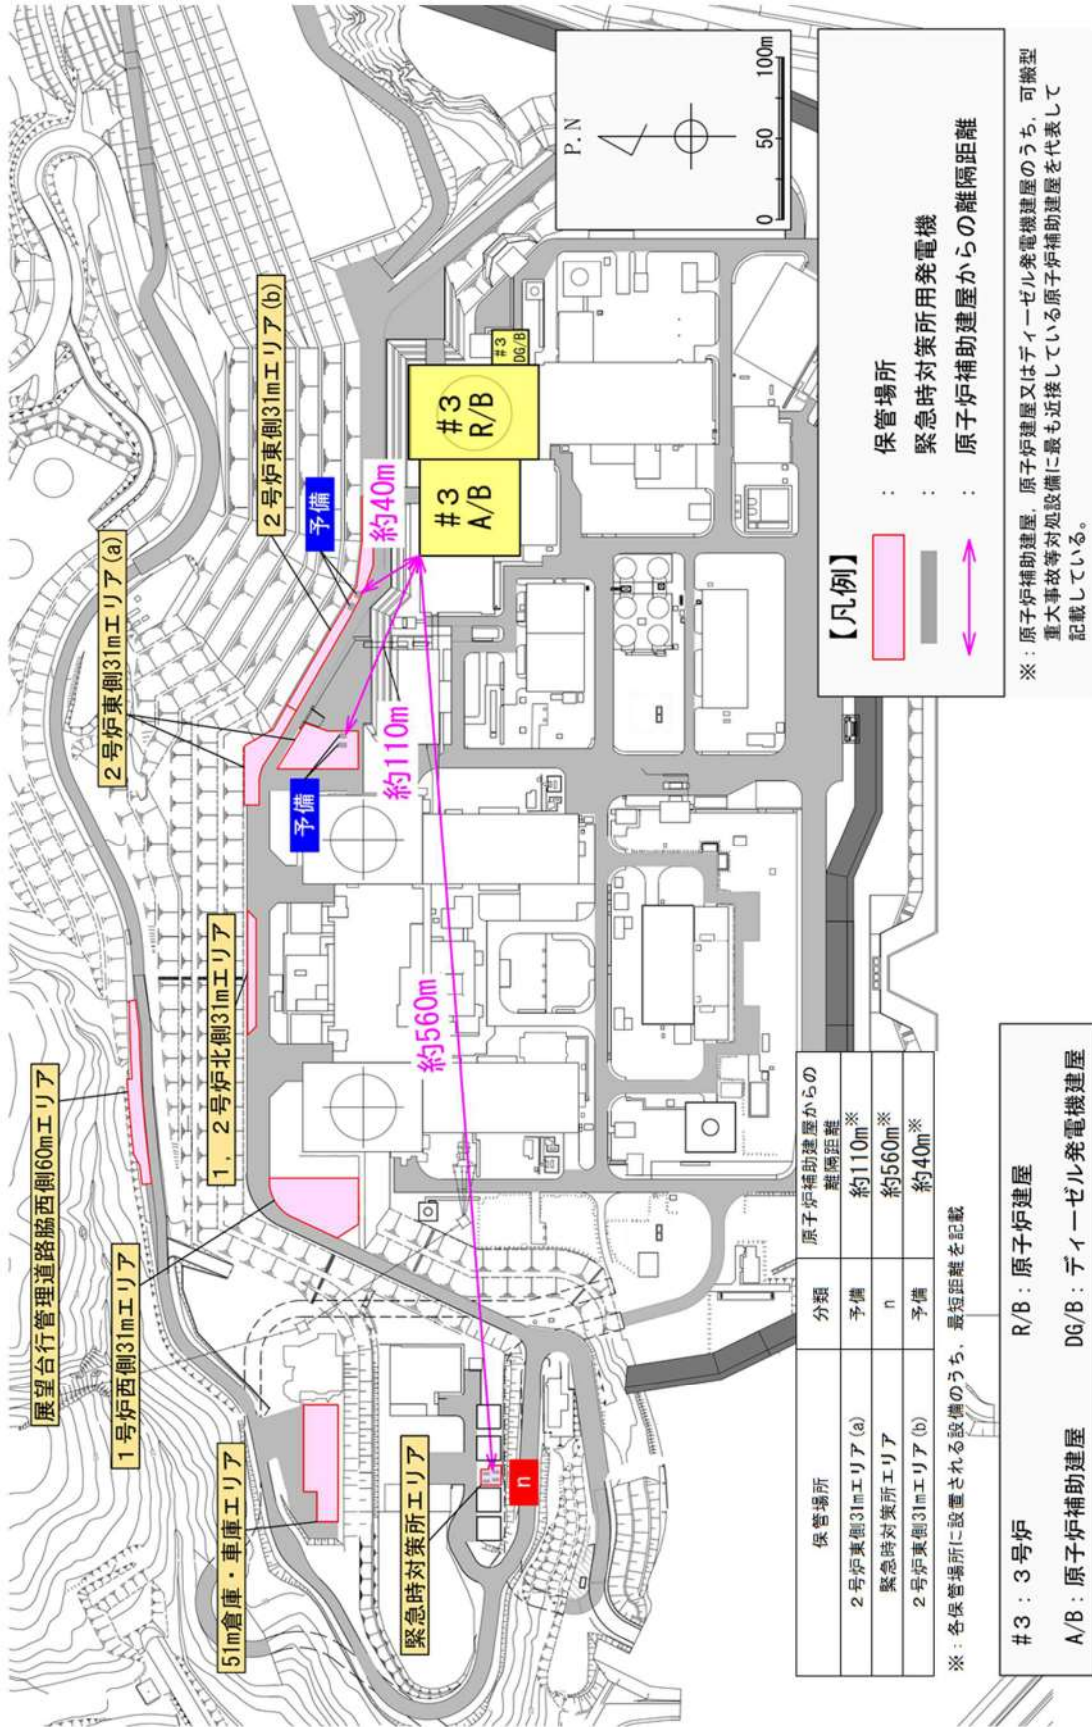 展望台行管理道路脇西側60mエリア
1号炉西側31mエリア
51m倉庫・車庫エリア
緊急時対策所エリア
1，2号炉北側31mエリア
2号炉東側31mエリア(a)
2号炉東側31mエリア(b)
予備
予備
n
約40m
約110m
約560m
#3
A/B
#3
R/B
#3
DG/B
P.N
0 50 100m
【凡例】
： 保管場所
： 緊急時対策所用発電機
： 原子炉補助建屋からの離隔距離
※：原子炉補助建屋，原子炉建屋又はディーゼル発電機建屋のうち，可搬型
重大事故等対処設備に最も近接している原子炉補助建屋を代表して
記載している。
保管場所 分類 原子炉補助建屋からの
離隔距離
2号炉東側31mエリア(a) 予備 約110m※
緊急時対策所エリア n 約560m※
2号炉東側31mエリア(b) 予備 約40m※
※：各保管場所に設置される設備のうち，最短距離を記載
#3：3号炉 R/B：原子炉建屋
A/B：原子炉補助建屋 DG/B：ディーゼル発電機建屋